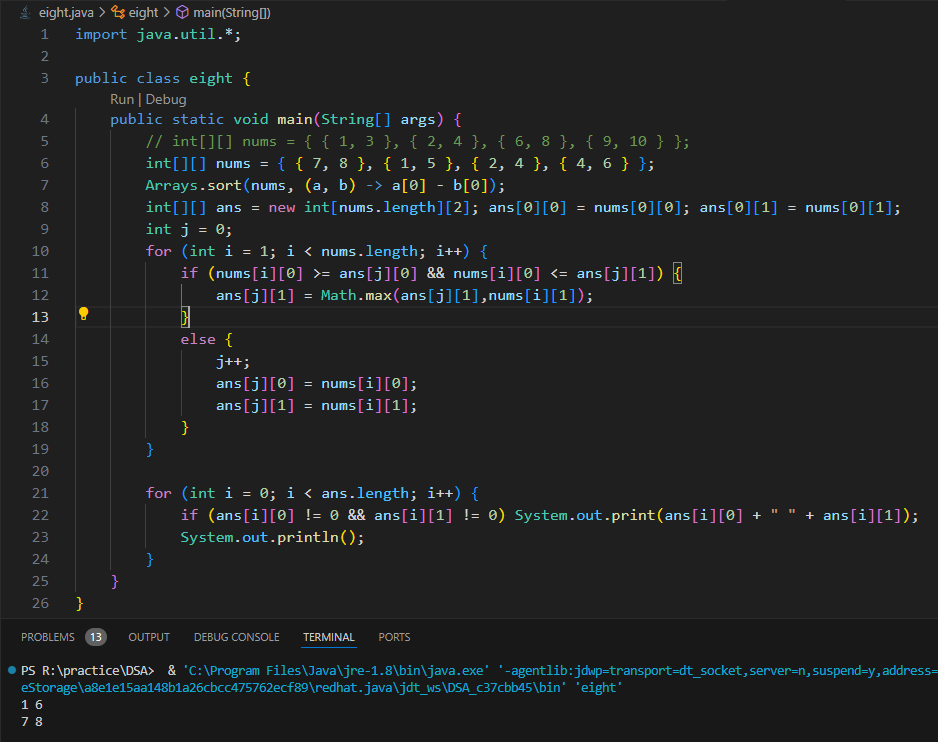 eight.java > eight > main(String[])
1 import java.util.*;
2
3 public class eight {
Run | Debug
4 public static void main(String[] args) {
5 // int[][] nums = { { 1, 3 }, { 2, 4 }, { 6, 8 }, { 9, 10 } };
6 int[][] nums = { { 7, 8 }, { 1, 5 }, { 2, 4 }, { 4, 6 } };
7 Arrays.sort(nums, (a, b) -> a[0] - b[0]);
8 int[][] ans = new int[nums.length][2]; ans[0][0] = nums[0][0]; ans[0][1] = nums[0][1];
9 int j = 0;
10 for (int i = 1; i < nums.length; i++) {
11 if (nums[i][0] >= ans[j][0] && nums[i][0] <= ans[j][1]) {
12 ans[j][1] = Math.max(ans[j][1],nums[i][1]);
13 }
14 else {
15 j++;
16 ans[j][0] = nums[i][0];
17 ans[j][1] = nums[i][1];
18 }
19 }
20
21 for (int i = 0; i < ans.length; i++) {
22 if (ans[i][0] != 0 && ans[i][1] != 0) System.out.print(ans[i][0] + " " + ans[i][1]);
23 System.out.println();
24 }
25 }
26 }
PROBLEMS 13 OUTPUT DEBUG CONSOLE TERMINAL PORTS
PS R:\practice\DSA> & 'C:\Program Files\Java\jre-1.8\bin\java.exe' '-agentlib:jdwp=transport=dt_socket,server=n,suspend=y,address=
eStorage\a8e1e15aa148b1a26cbcc475762ecf89\redhat.java\jdt_ws\DSA_c37cbb45\bin' 'eight'
1 6
7 8